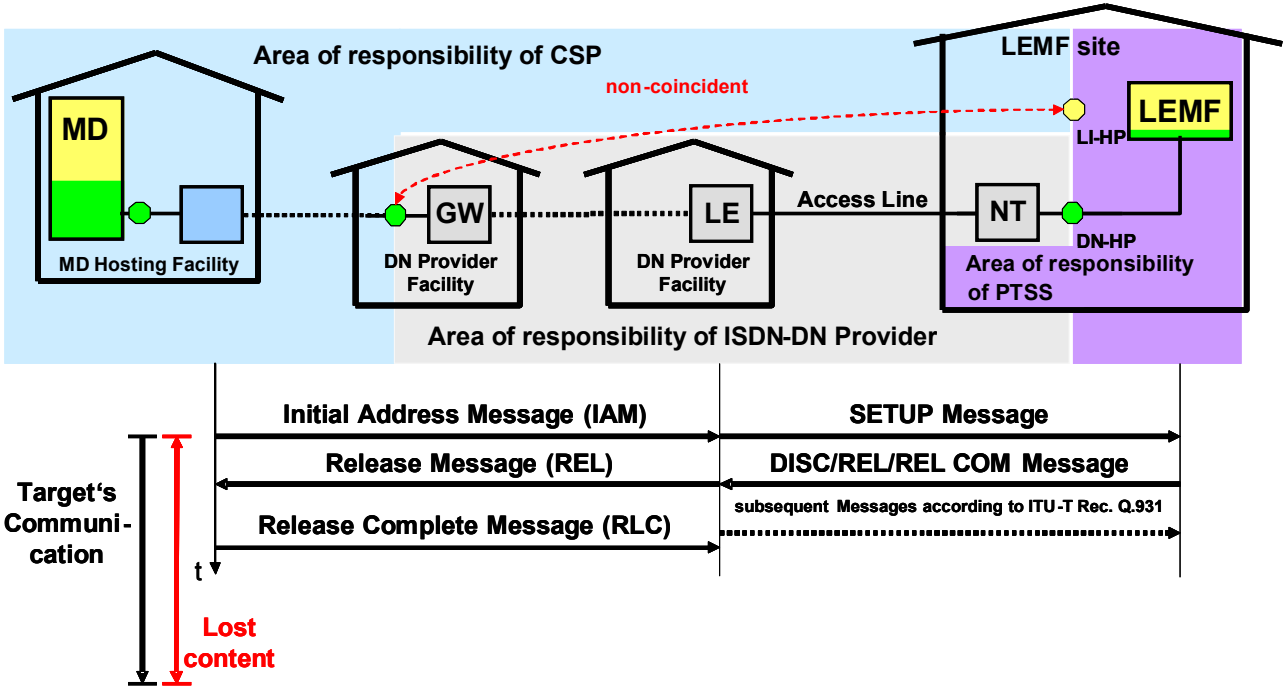 Area of responsibility of CSP
LEMF site
non-coincident
MD
LEMF
LI-HP
GW
LE
Access Line
NT
DN-HP
MD Hosting Facility
DN Provider
Facility
DN Provider
Facility
Area of responsibility
of PTSS
Area of responsibility of ISDN-DN Provider
Initial Address Message (IAM)
SETUP Message
Release Message (REL)
DISC/REL/REL COM Message
Target‘s
Communi-
cation
subsequent Messages according to ITU-T Rec. Q.931
Release Complete Message (RLC)
t
Lost
content